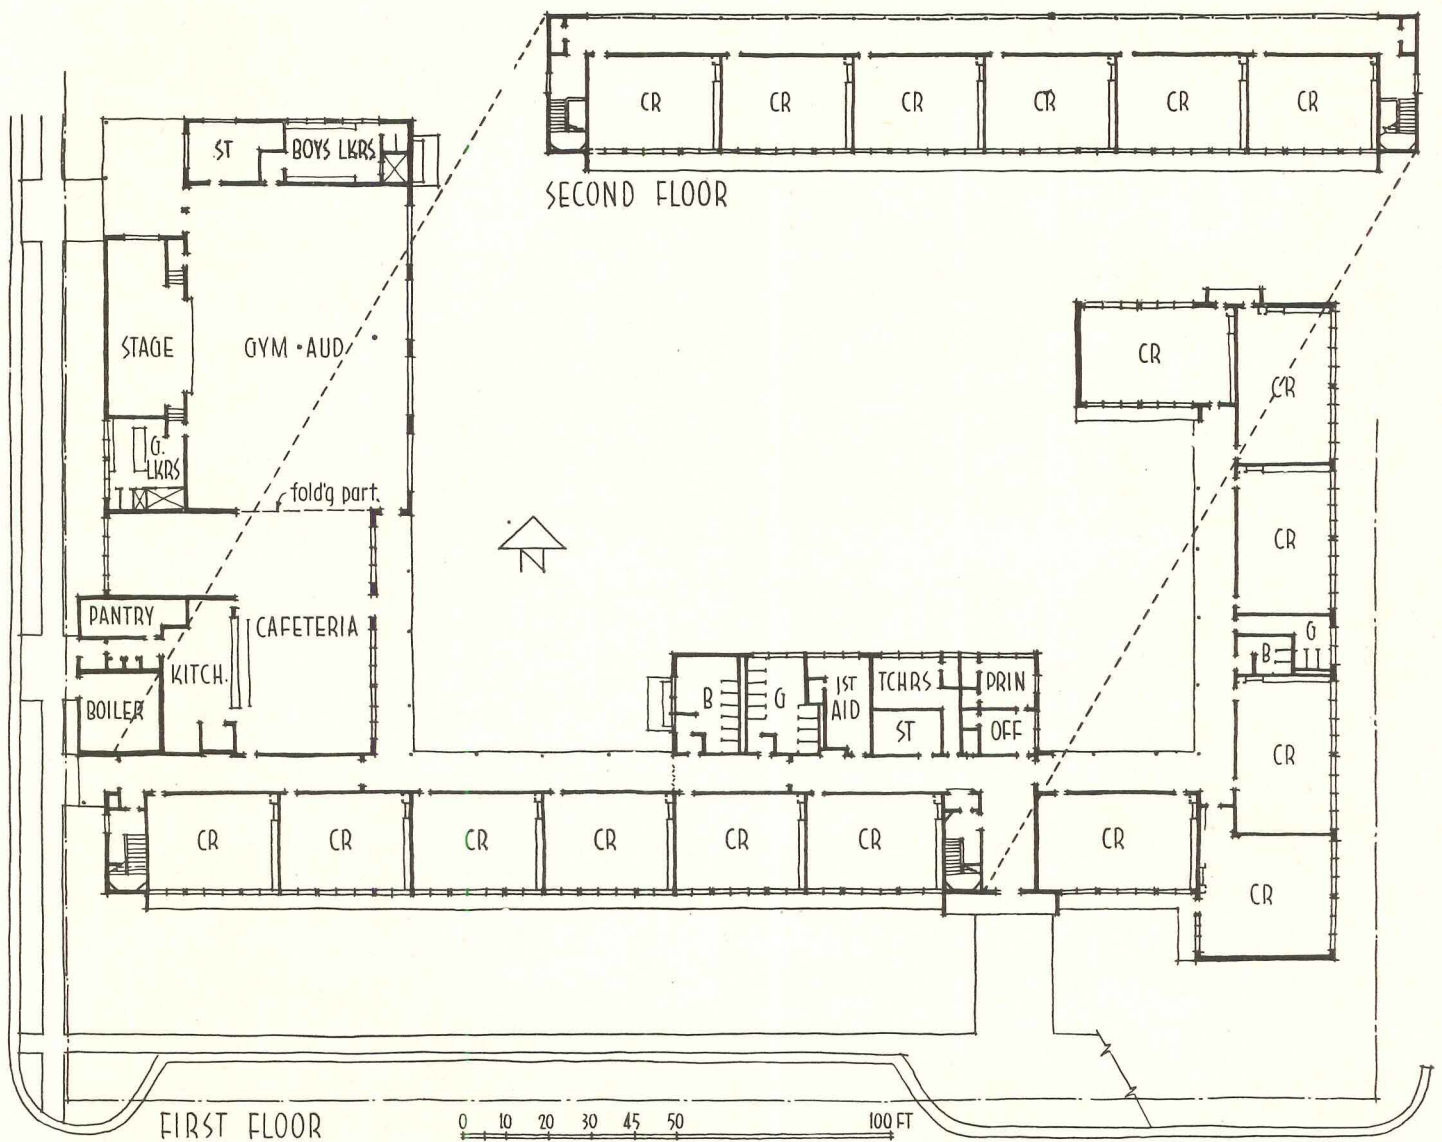 CR CR CR CR CR CR
SECOND FLOOR
ST
BOYS LKRS
STAGE
GYM • AUD
G.
LKRS
fold'g part.
N
CR
CR
CR
PANTRY
CAFETERIA
KITCH.
BOILER
B
G
1ST
AID
TCHRS
ST
PRIN
OFF
G
B
CR
CR CR CR CR CR CR CR
CR
FIRST FLOOR
0 10 20 30 45 50 100 FT